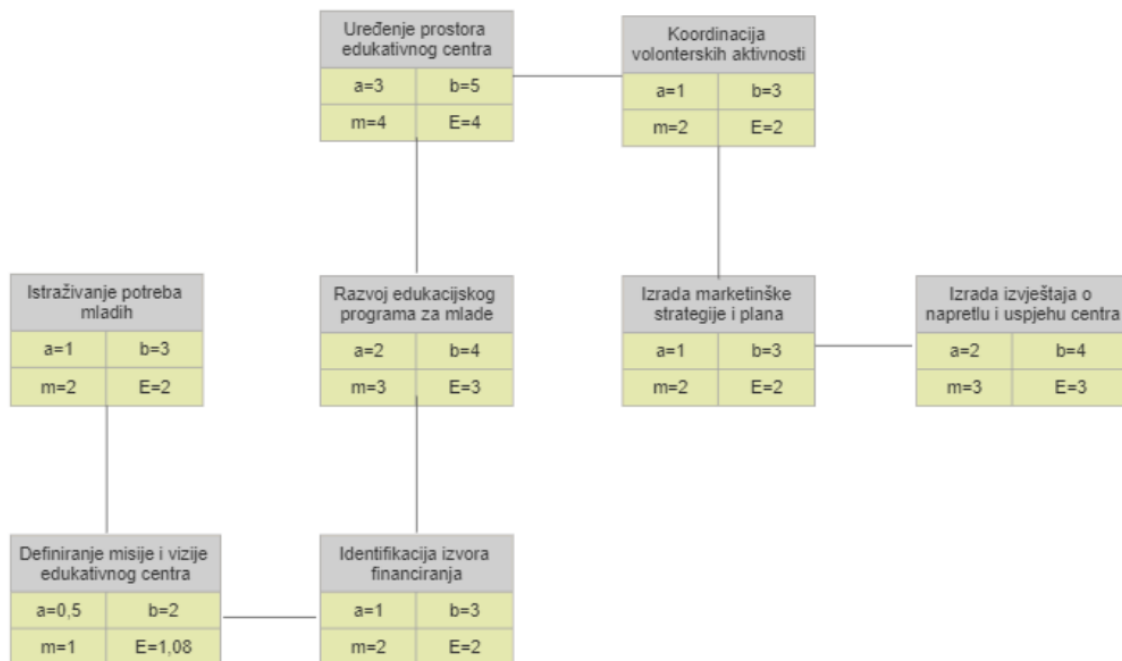 Uređenje prostora
edukativnog centra
a=3 b=5
m=4 E=4
Koordinacija
volonterskih aktivnosti
a=1 b=3
m=2 E=2
Istraživanje potreba
mladih
a=1 b=3
m=2 E=2
Razvoj edukacijskog
programa za mlade
a=2 b=4
m=3 E=3
Izrada marketinške
strategije i plana
a=1 b=3
m=2 E=2
Izrada izvještaja o
napretlu i uspjehu centra
a=2 b=4
m=3 E=3
Definiranje misije i vizije
edukativnog centra
a=0,5 b=2
m=1 E=1,08
Identifikacija izvora
financiranja
a=1 b=3
m=2 E=2